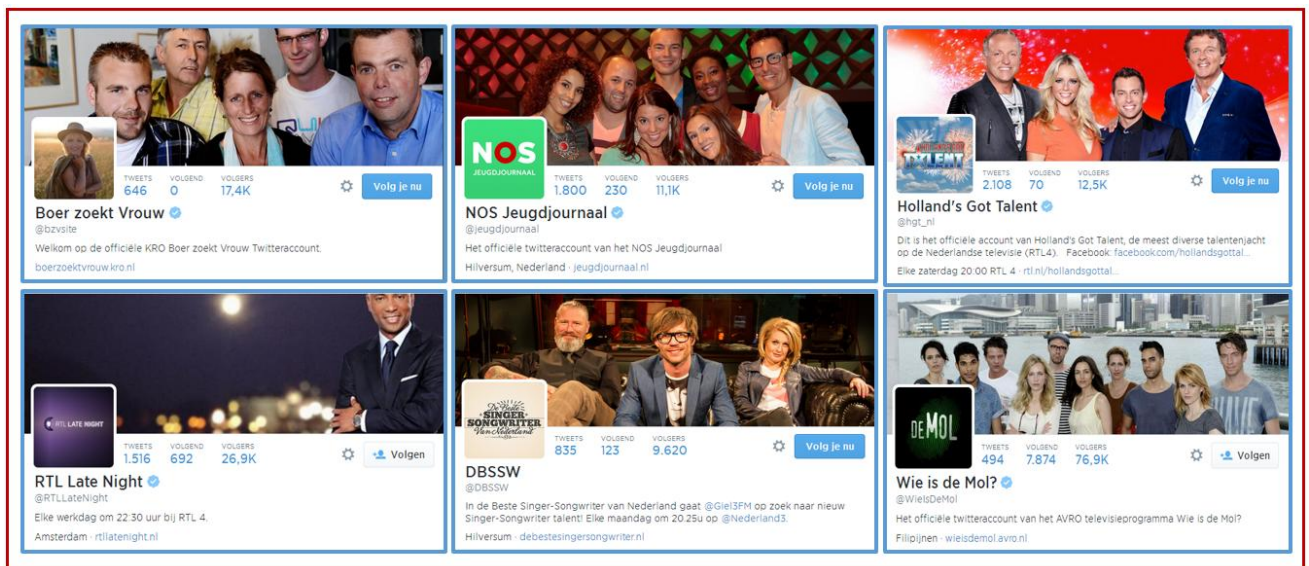 TWEETS VOLGEND VOLGERS
646 0 17,4K
Volg je nu
Boer zoekt Vrouw
@bzvsite
Welkom op de officiële KRO Boer zoekt Vrouw Twitteraccount.
boerzoektvrouw.kro.nl
NOS
JEUGDJOURNAAL
TWEETS VOLGEND VOLGERS
1.800 230 11,1K
Volg je nu
NOS Jeugdjournaal
@jeugdjournaal
Het officiële twitteraccount van het NOS Jeugdjournaal
Hilversum, Nederland · jeugdjournaal.nl
TALENT
TWEETS VOLGEND VOLGERS
2.108 70 12,5K
Volg je nu
Holland's Got Talent
@hgt_nl
Dit is het officiële account van Holland's Got Talent, de meest diverse talentenjacht
op de Nederlandse televisie (RTL4). Facebook: facebook.com/hollandsgottal...
Elke zaterdag 20:00 RTL 4 · rtl.nl/hollandsgottal...
RTL LATE NIGHT
TWEETS VOLGEND VOLGERS
1.516 692 26,9K
Volgen
RTL Late Night
@RTLLateNight
Elke werkdag om 22:30 uur bij RTL 4.
Amsterdam · rtllatenight.nl
De Beste
SINGER
SONGWRITER
Van Nederland
TWEETS VOLGEND VOLGERS
835 123 9.620
Volg je nu
DBSSW
@DBSSW
In de Beste Singer-Songwriter van Nederland gaat @Giel3FM op zoek naar nieuw
Singer-Songwriter talent! Elke maandag om 20.25u op @Nederland3.
Hilversum · debestesingersongwriter.nl
DE MOL
TWEETS VOLGEND VOLGERS
494 7.874 76,9K
Volgen
Wie is de Mol?
@WieIsDeMol
Het officiële twitteraccount van het AVRO televisieprogramma Wie is de Mol?
Filipijnen · wieisdemol.avro.nl